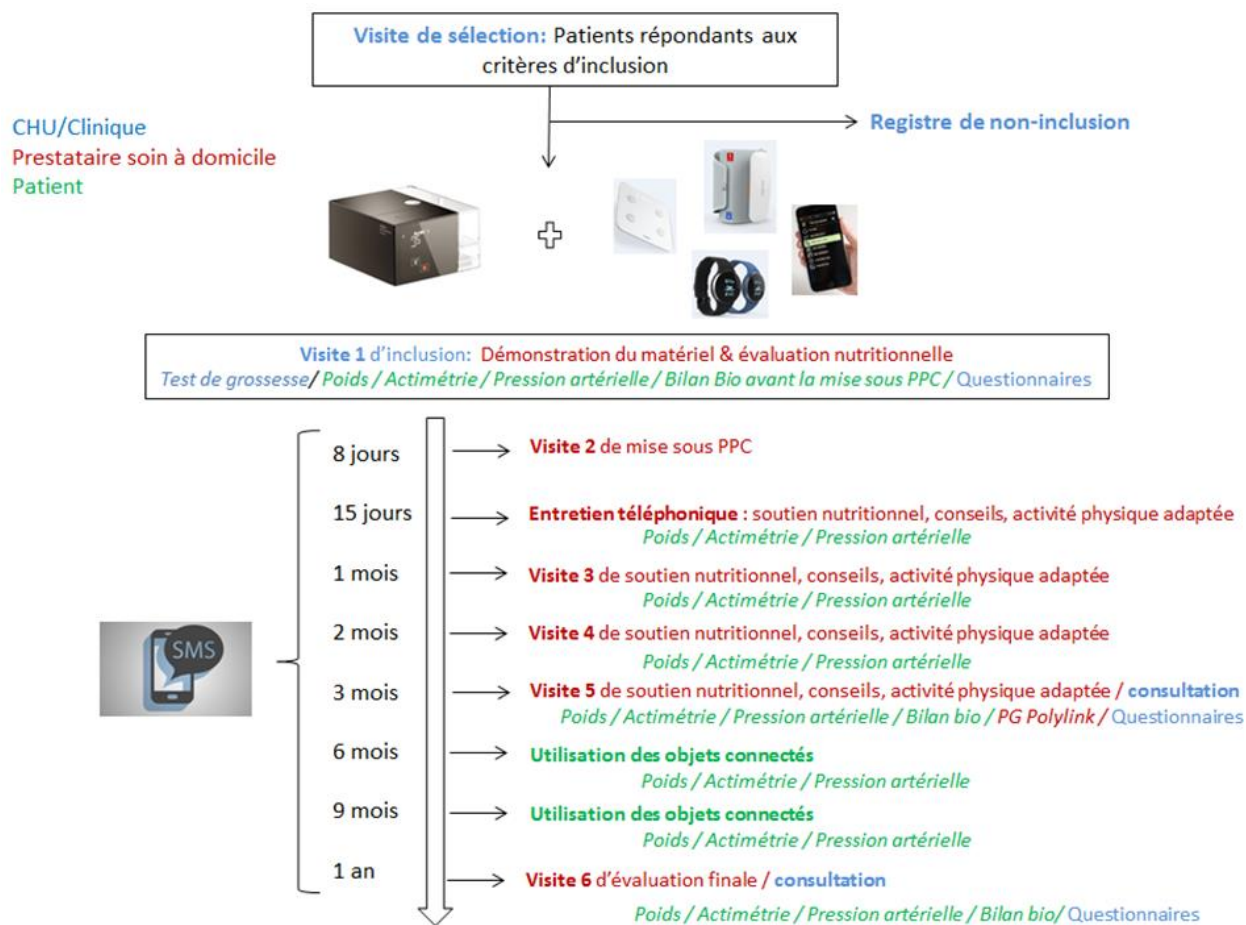 Visite de sélection: Patients répondants aux
critères d'inclusion
Registre de non-inclusion
CHU/Clinique
Prestataire soin à domicile
Patient
Visite 1 d'inclusion: Démonstration du matériel & évaluation nutritionnelle
Test de grossesse/ Poids / Actimétrie / Pression artérielle / Bilan Bio avant la mise sous PPC / Questionnaires
8 jours
Visite 2 de mise sous PPC
15 jours
Entretien téléphonique : soutien nutritionnel, conseils, activité physique adaptée
Poids / Actimétrie / Pression artérielle
1 mois
Visite 3 de soutien nutritionnel, conseils, activité physique adaptée
Poids / Actimétrie / Pression artérielle
2 mois
Visite 4 de soutien nutritionnel, conseils, activité physique adaptée
Poids / Actimétrie / Pression artérielle
SMS
3 mois
Visite 5 de soutien nutritionnel, conseils, activité physique adaptée / consultation
Poids / Actimétrie / Pression artérielle / Bilan bio / PG Polylink / Questionnaires
6 mois
Utilisation des objets connectés
Poids / Actimétrie / Pression artérielle
9 mois
Utilisation des objets connectés
Poids / Actimétrie / Pression artérielle
1 an
Visite 6 d'évaluation finale / consultation
Poids / Actimétrie / Pression artérielle / Bilan bio/ Questionnaires